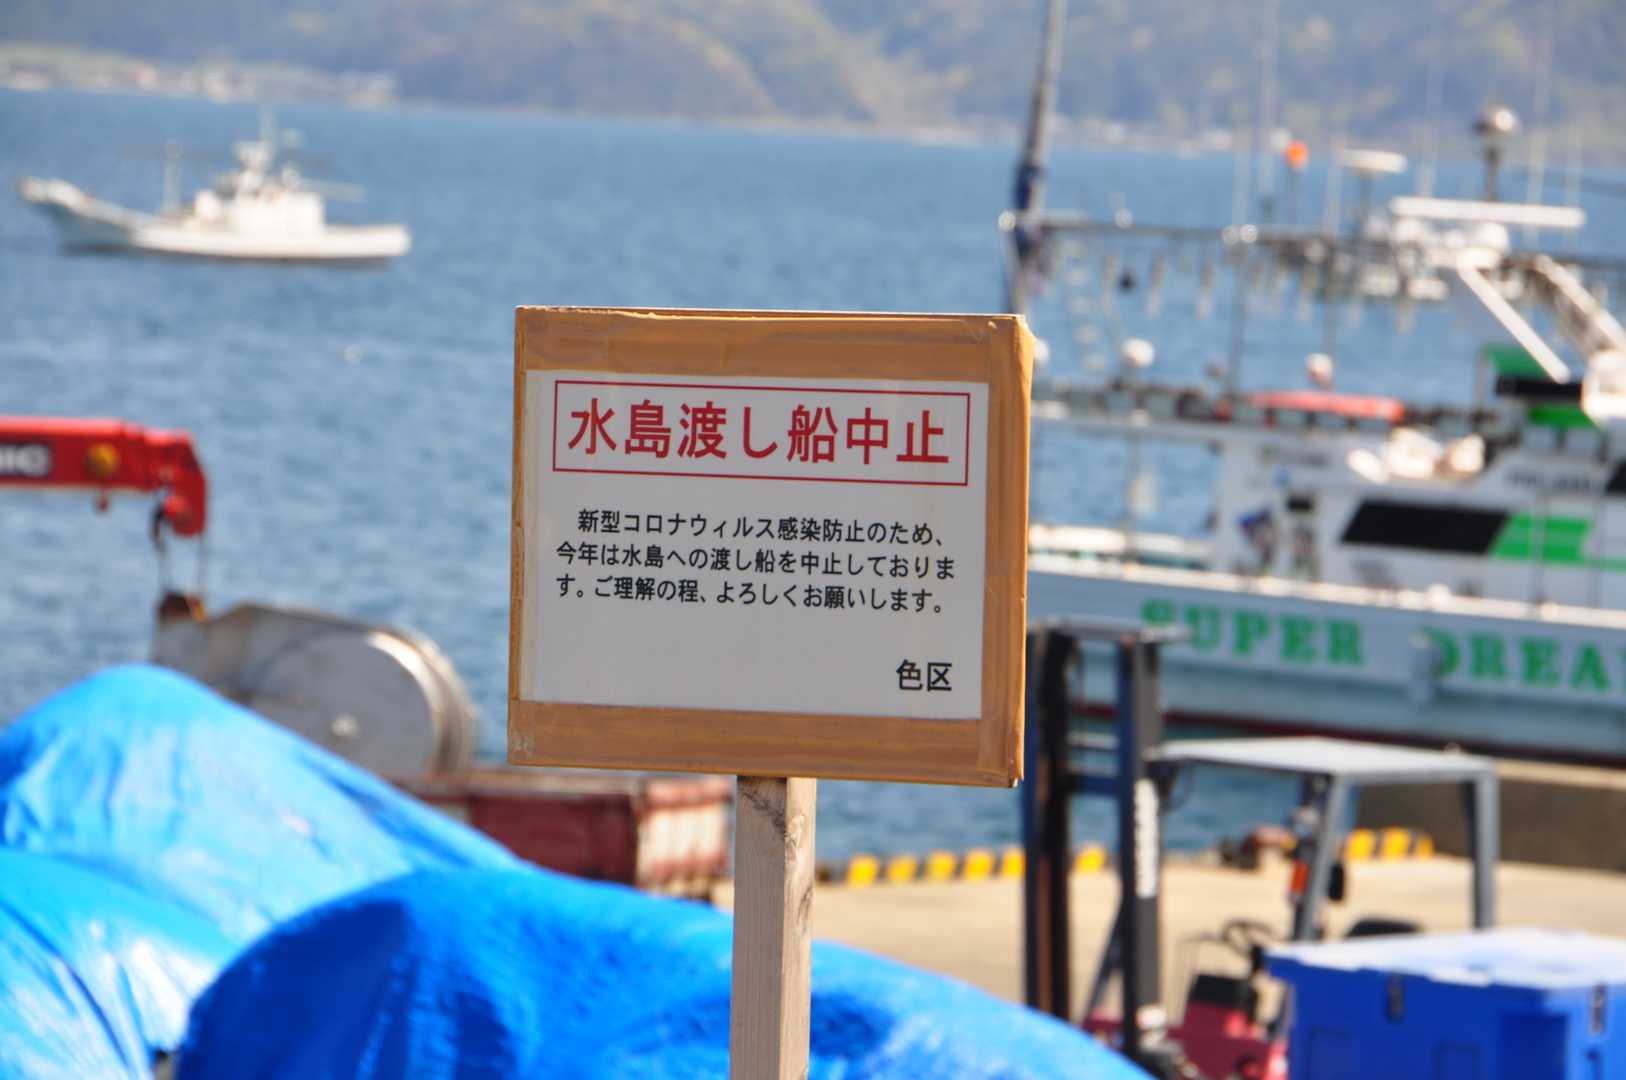 水島渡し船中止
新型コロナウィルス感染防止のため、
今年は水島への渡し船を中止しておりま
す。ご理解の程、よろしくお願いします。
色区
SUPER DREA